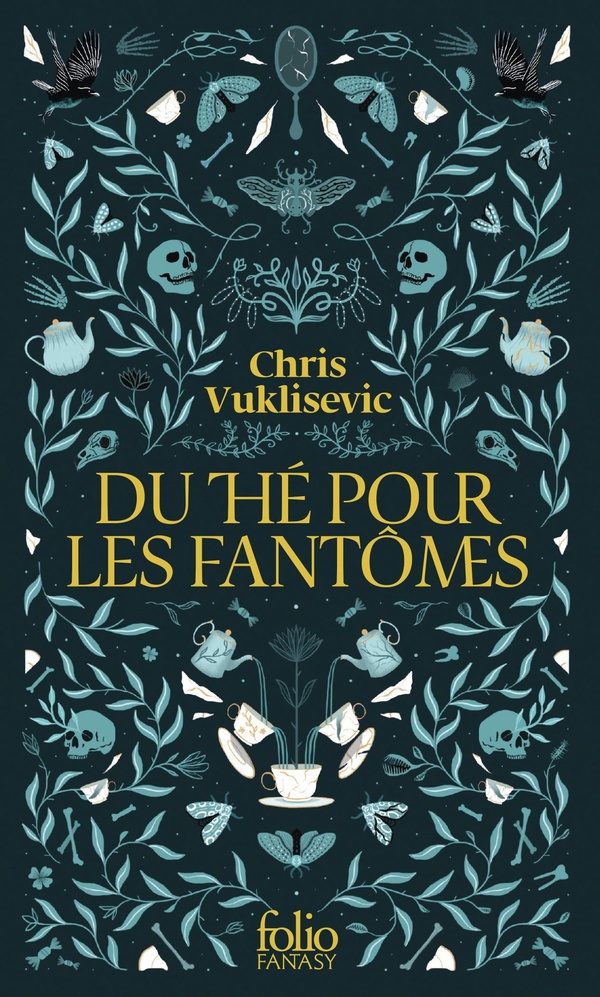 Chris
Vuklisevic
DU THÉ POUR
LES FANTÔMES
folio
FANTASY